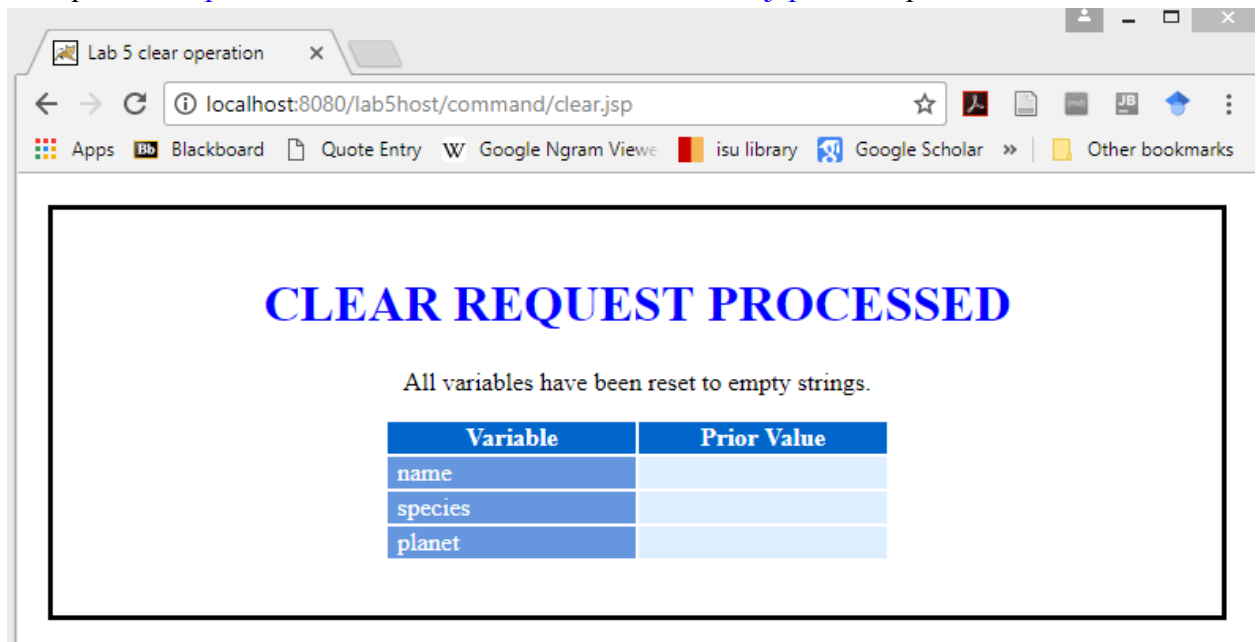 Lab 5 clear operation
localhost:8080/lab5host/command/clear.jsp
Apps Bb Blackboard Quote Entry W Google Ngram Viewe isu library Google Scholar » Other bookmarks
CLEAR REQUEST PROCESSED
All variables have been reset to empty strings.
Variable Prior Value
name
species
planet